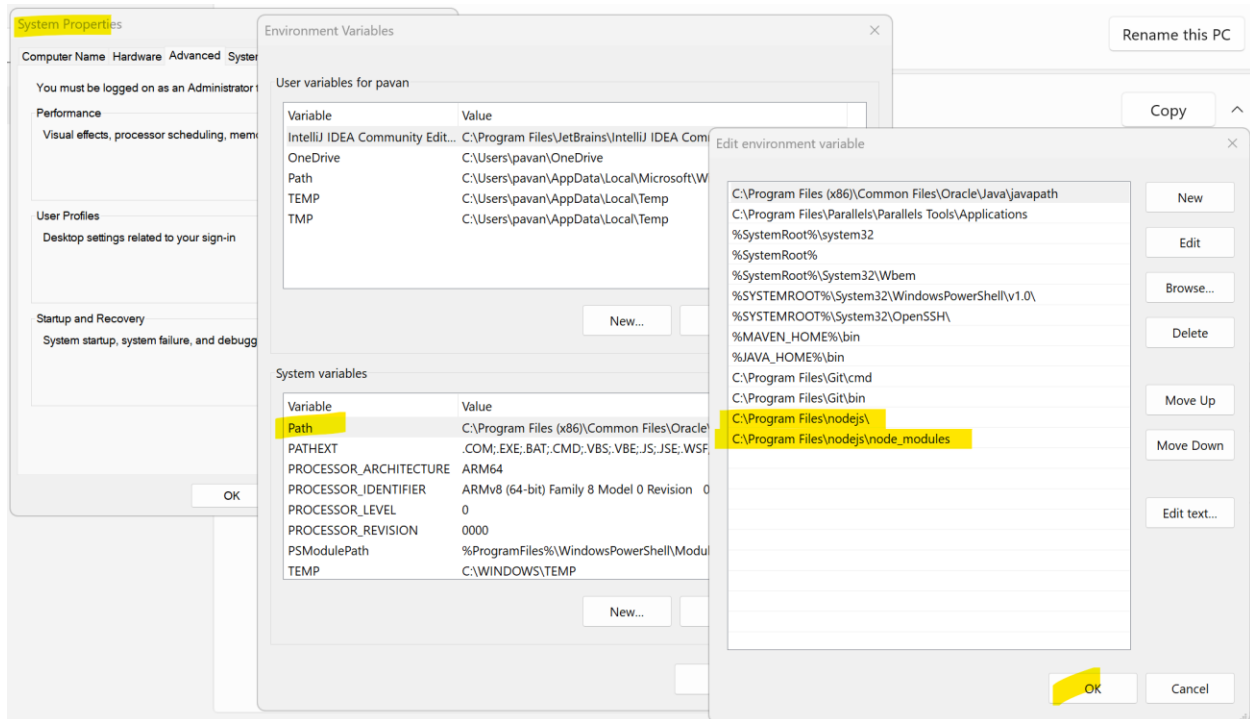 System Properties
Computer Name Hardware Advanced System
You must be logged on as an Administrator
Performance
Visual effects, processor scheduling,
User Profiles
Desktop settings related to your sign-in
Startup and Recovery
System startup, system failure, and
OK
Environment Variables
User variables for pavan
Variable Value
IntelliJ IDEA Community Edit... C:\Program Files\JetBrains\IntelliJ IDEA Com
OneDrive C:\Users\pavan\OneDrive
Path C:\Users\pavan\AppData\Local\Microsoft\W
TEMP C:\Users\pavan\AppData\Local\Temp
TMP C:\Users\pavan\AppData\Local\Temp
New...
System variables
Variable Value
Path C:\Program Files (x86)\Common Files\Oracle\
PATHEXT .COM;.EXE;.BAT;.CMD;.VBS;.VBE;.JS;.JSE;.WSF,
PROCESSOR_ARCHITECTURE ARM64
PROCESSOR_IDENTIFIER ARMv8 (64-bit) Family 8 Model 0 Revision 0
PROCESSOR_LEVEL 0
PROCESSOR_REVISION 0000
PSModulePath %ProgramFiles%\WindowsPowerShell\Modul
TEMP C:\WINDOWS\TEMP
New...
Rename this PC
Copy
Edit environment variable
C:\Program Files (x86)\Common Files\Oracle\Java\javapath
C:\Program Files\Parallels\Parallels Tools\Applications
%SystemRoot%\system32
%SystemRoot%
%SystemRoot%\System32\Wbem
%SYSTEMROOT%\System32\WindowsPowerShell\v1.0\
%SYSTEMROOT%\System32\OpenSSH\
%MAVEN_HOME%\bin
%JAVA_HOME%\bin
C:\Program Files\Git\cmd
C:\Program Files\Git\bin
C:\Program Files\nodejs\
C:\Program Files\nodejs\node_modules
New
Edit
Browse...
Delete
Move Up
Move Down
Edit text...
OK
Cancel